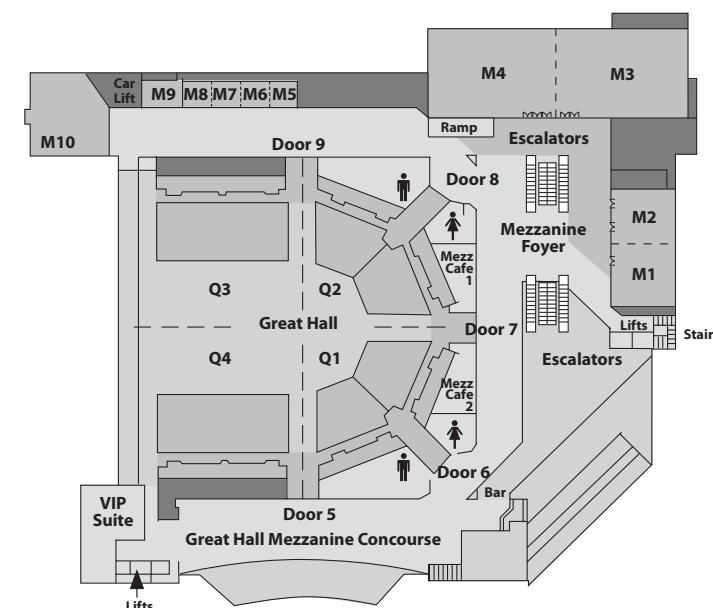 M4
M3
Car
Lift
M9
M8
M7
M6
M5
Ramp
Escalators
M10
Door 9
Door 8
M2
Mezzanine
Foyer
Mezz
Cafe
1
M1
Q3
Q2
Great Hall
Door 7
Lifts
Stair
Q4
Q1
Escalators
Mezz
Cafe
2
Door 6
VIP
Suite
Bar
Door 5
Great Hall Mezzanine Concourse
Lifts